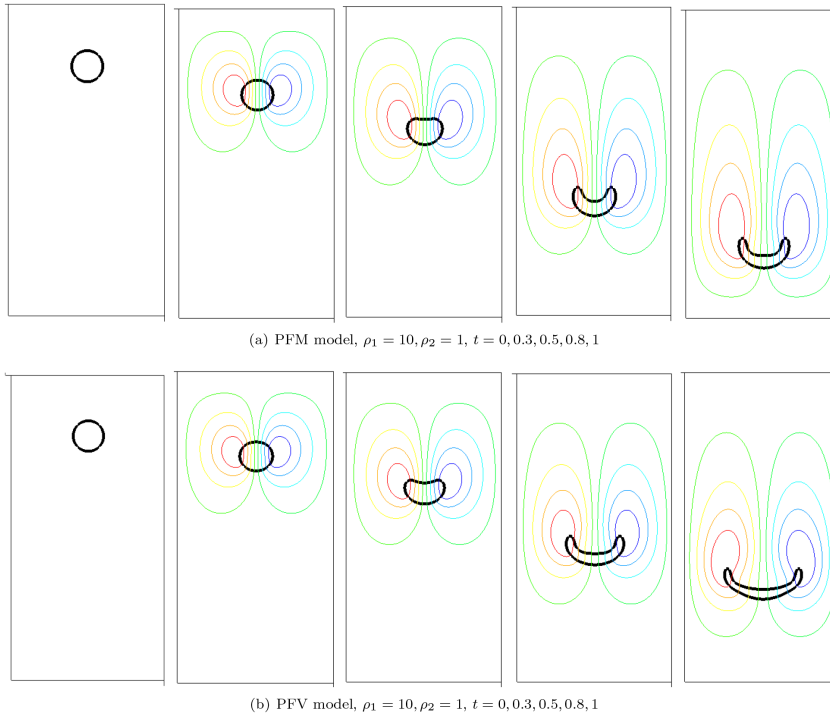 (a) PFM model, ρ₁ = 10, ρ₂ = 1, t = 0, 0.3, 0.5, 0.8, 1
(b) PFV model, ρ₁ = 10, ρ₂ = 1, t = 0, 0.3, 0.5, 0.8, 1